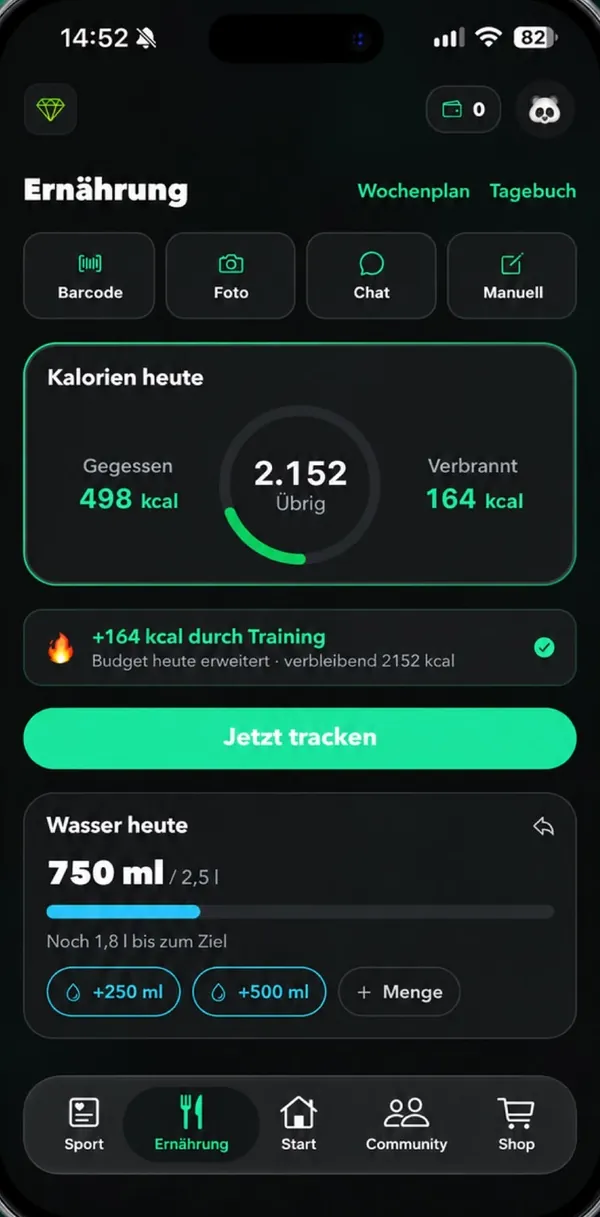 14:52
82
0
Ernährung
Wochenplan
Tagebuch
Barcode
Foto
Chat
Manuell
Kalorien heute
Gegessen
498 kcal
2.152
Übrig
Verbrannt
164 kcal
+164 kcal durch Training
Budget heute erweitert · verbleibend 2152 kcal
Jetzt tracken
Wasser heute
750 ml / 2,5 l
Noch 1,8 l bis zum Ziel
+250 ml
+500 ml
+ Menge
Sport
Ernährung
Start
Community
Shop